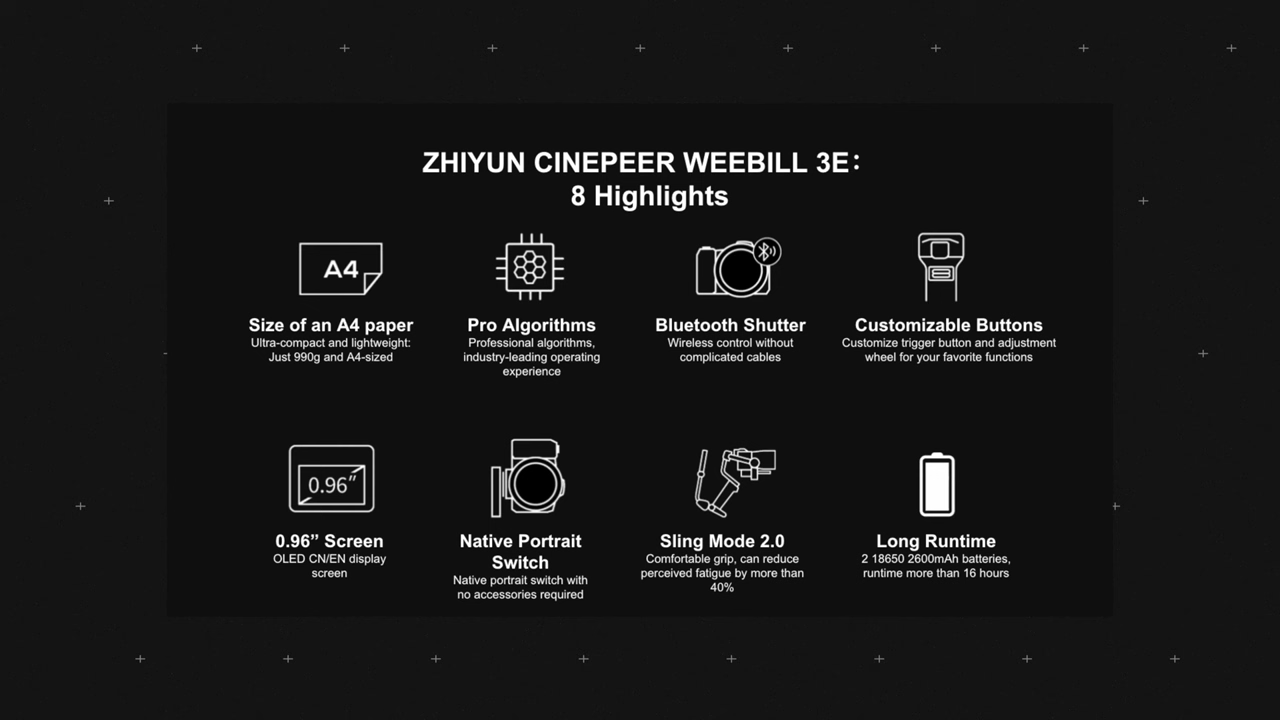 ZHIYUN CINEPEER WEEBILL 3E:
8 Highlights
A4
Size of an A4 paper
Ultra-compact and lightweight:
Just 990g and A4-sized
Pro Algorithms
Professional algorithms,
industry-leading operating
experience
Bluetooth Shutter
Wireless control without
complicated cables
Customizable Buttons
Customize trigger button and adjustment
wheel for your favorite functions
0.96″
0.96” Screen
OLED CN/EN display
screen
Native Portrait
Switch
Native portrait switch with
no accessories required
Sling Mode 2.0
Comfortable grip, can reduce
perceived fatigue by more than
40%
Long Runtime
2 18650 2600mAh batteries,
runtime more than 16 hours